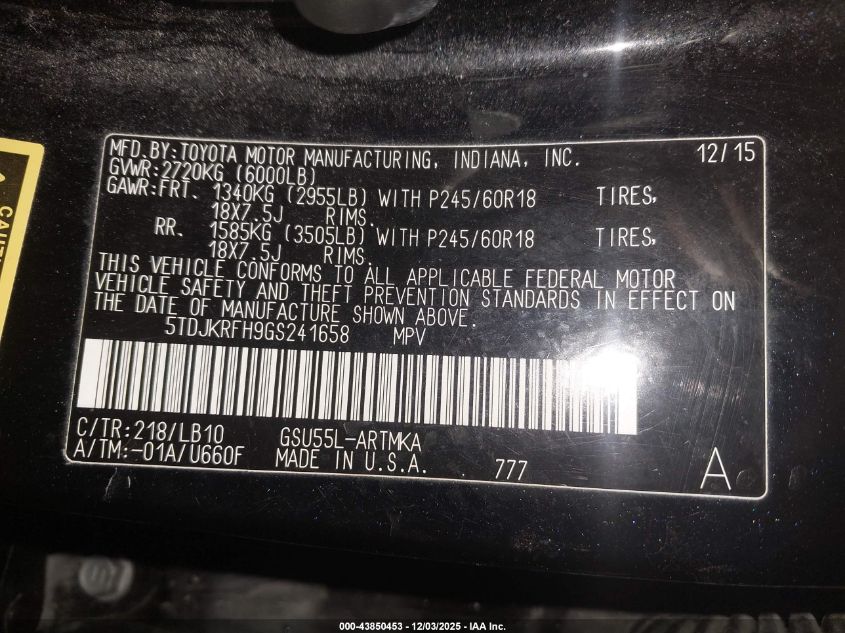 MFD.BY:TOYOTA MOTOR MANUFACTURING, INDIANA, INC. 12/15
GVWR:2720KG (6000LB)
GAWR:FRT. 1340KG (2955LB) WITH P245/60R18 TIRES,
18X7.5J RIMS.
RR. 1585KG (3505LB) WITH P245/60R18 TIRES,
18X7.5J RIMS.
THIS VEHICLE CONFORMS TO ALL APPLICABLE FEDERAL MOTOR
VEHICLE SAFETY AND THEFT PREVENTION STANDARDS IN EFFECT ON
THE DATE OF MANUFACTURE SHOWN ABOVE.
5TDJKRFH9GS241658 MPV
C/TR:218/LB10 GSU55L-ARTMKA
A/TM:-01A/U660F MADE IN U.S.A. 777 A
000-43850453 - 12/03/2025 - IAA Inc.